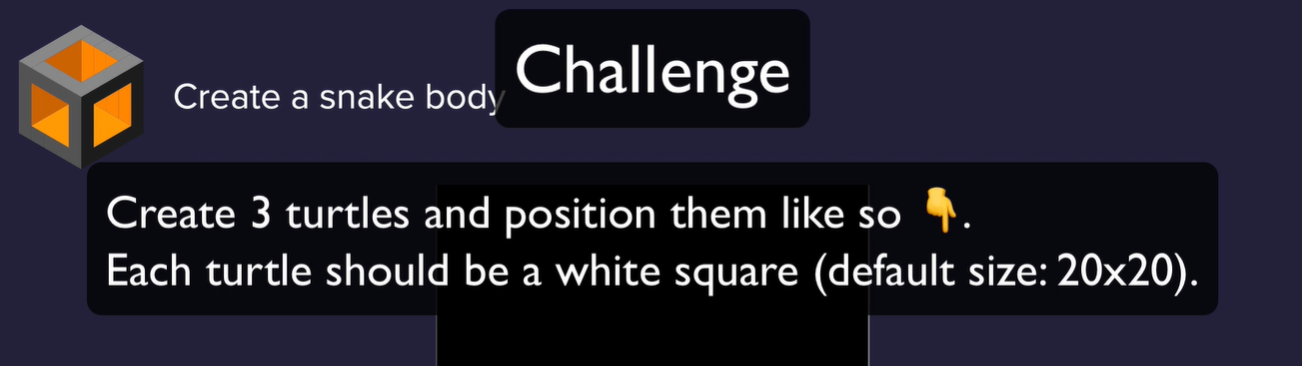 Challenge
Create a snake body
Create 3 turtles and position them like so 👇.
Each turtle should be a white square (default size: 20x20).